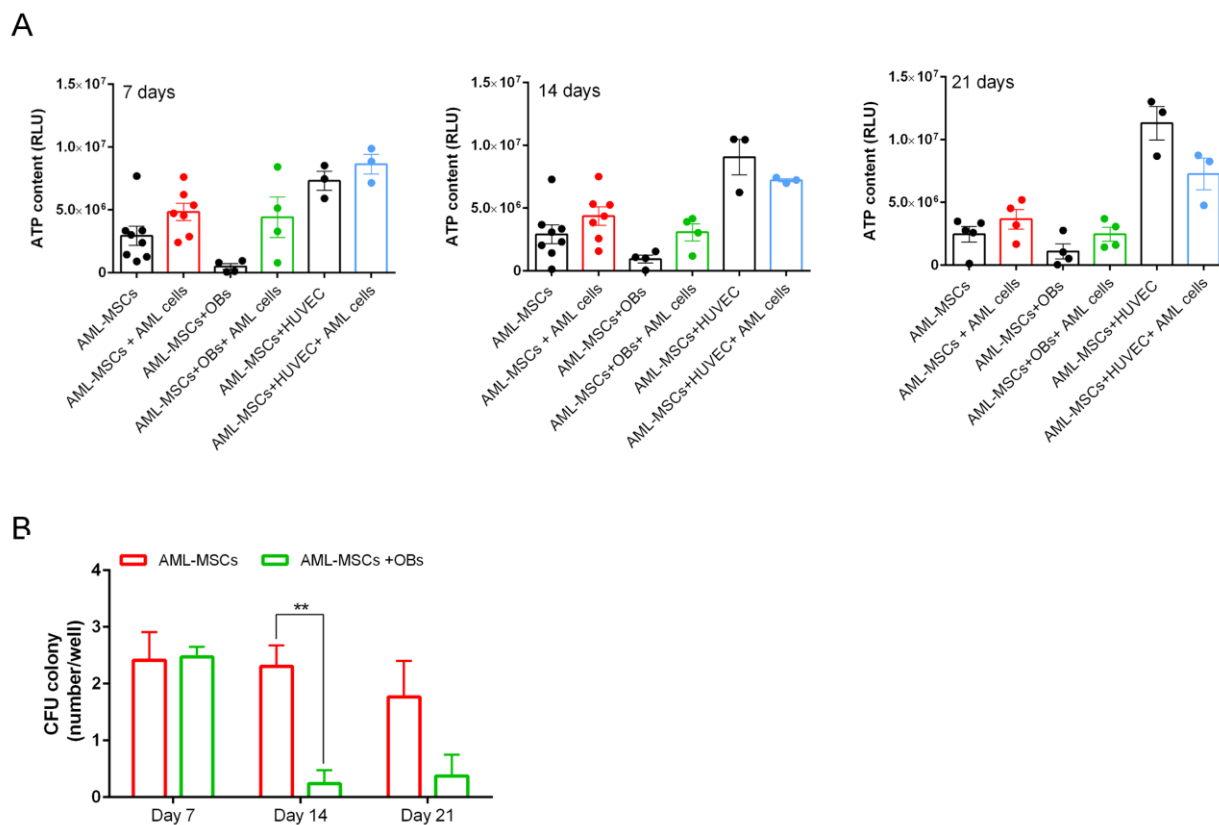 A
7 days
ATP content (RLU)
1.5×10⁷
1.0×10⁷
5.0×10⁶
0
AML-MSCs
AML-MSCs + AML cells
AML-MSCs+OBs
AML-MSCs+OBs+ AML cells
AML-MSCs+HUVEC
AML-MSCs+HUVEC+ AML cells
14 days
ATP content (RLU)
1.5×10⁷
1.0×10⁷
5.0×10⁶
0
AML-MSCs
AML-MSCs + AML cells
AML-MSCs+OBs
AML-MSCs+OBs+ AML cells
AML-MSCs+HUVEC
AML-MSCs+HUVEC+ AML cells
21 days
ATP content (RLU)
1.5×10⁷
1.0×10⁷
5.0×10⁶
0
AML-MSCs
AML-MSCs + AML cells
AML-MSCs+OBs
AML-MSCs+OBs+ AML cells
AML-MSCs+HUVEC
AML-MSCs+HUVEC+ AML cells
B
AML-MSCs
AML-MSCs +OBs
CFU colony
(number/well)
4
3
2
1
0
**
Day 7
Day 14
Day 21